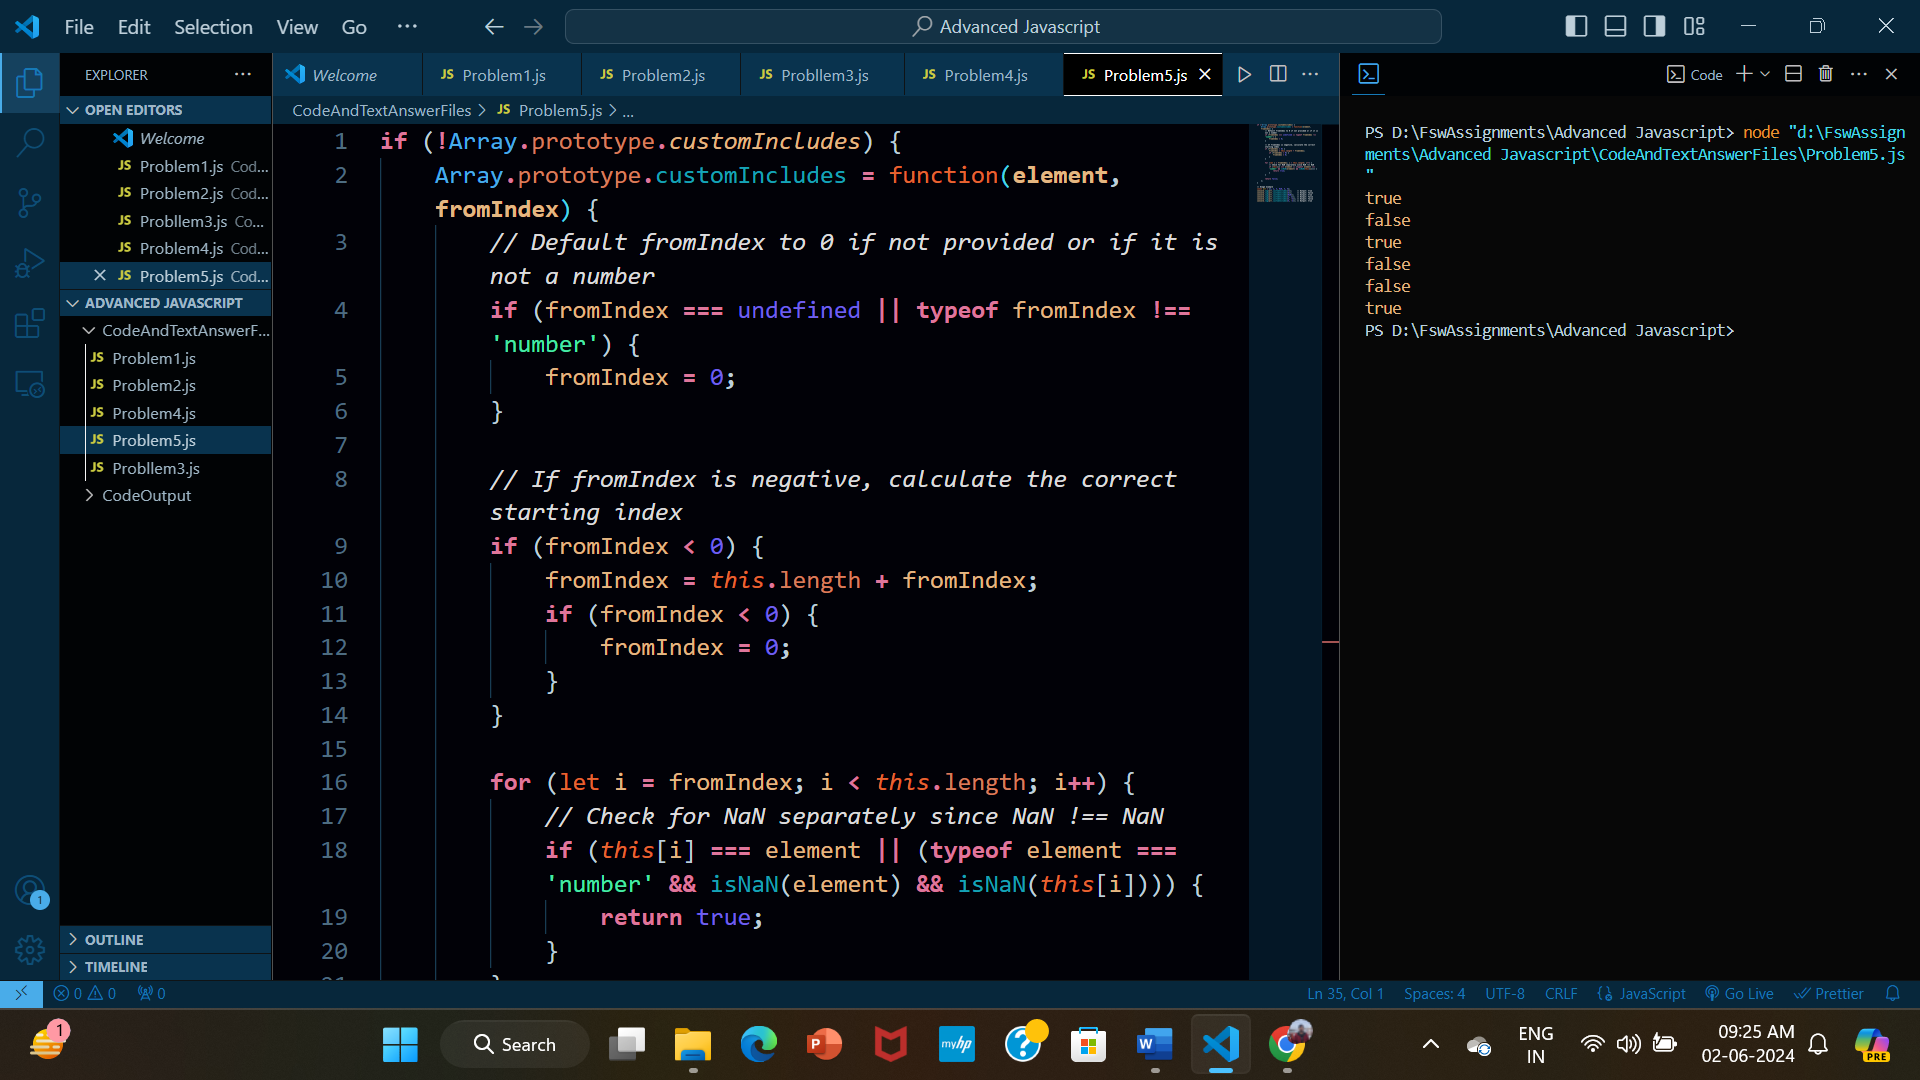 File Edit Selection View Go ···
Advanced Javascript
EXPLORER
OPEN EDITORS
Welcome
JS Problem1.js Cod...
JS Problem2.js Cod...
JS Probllem3.js Co...
JS Problem4.js Cod...
JS Problem5.js Cod...
ADVANCED JAVASCRIPT
CodeAndTextAnswerF...
JS Problem1.js
JS Problem2.js
JS Problem4.js
JS Problem5.js
JS Probllem3.js
CodeOutput
OUTLINE
TIMELINE
Welcome JS Problem1.js JS Problem2.js JS Probllem3.js JS Problem4.js JS Problem5.js
CodeAndTextAnswerFiles > JS Problem5.js > ...
1 if (!Array.prototype.customIncludes) {
2 Array.prototype.customIncludes = function(element,
fromIndex) {
3 // Default fromIndex to 0 if not provided or if it is
not a number
4 if (fromIndex === undefined || typeof fromIndex !==
'number') {
5 fromIndex = 0;
6 }
7
8 // If fromIndex is negative, calculate the correct
starting index
9 if (fromIndex < 0) {
10 fromIndex = this.length + fromIndex;
11 if (fromIndex < 0) {
12 fromIndex = 0;
13 }
14 }
15
16 for (let i = fromIndex; i < this.length; i++) {
17 // Check for NaN separately since NaN !== NaN
18 if (this[i] === element || (typeof element ===
'number' && isNaN(element) && isNaN(this[i]))) {
19 return true;
20 }
Code
PS D:\FswAssignments\Advanced Javascript> node "d:\FswAssign
ments\Advanced Javascript\CodeAndTextAnswerFiles\Problem5.js
"
true
false
true
false
false
true
PS D:\FswAssignments\Advanced Javascript>
1
0 0 0
Ln 35, Col 1 Spaces: 4 UTF-8 CRLF {} JavaScript Go Live Prettier
1
Search
P
myhp
?
W
ENG
IN
09:25 AM
02-06-2024
PRE